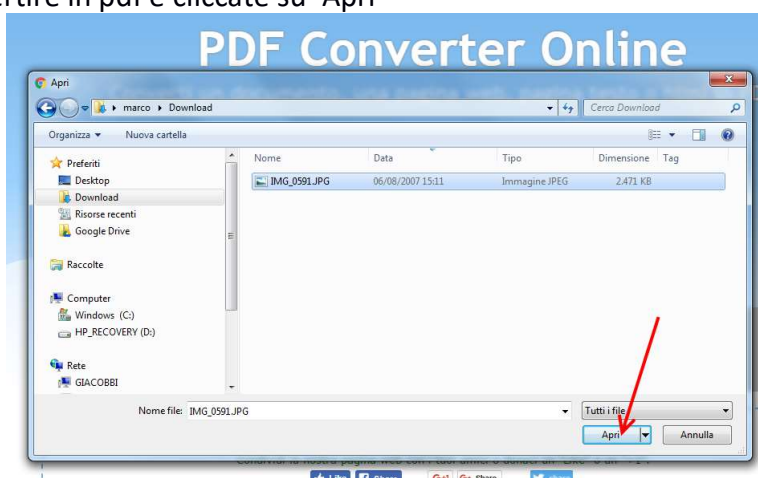 ertire in pdf e cliccate su "Apri"
PDF Converter Online
Apri
marco ▸ Download
Cerca Download
Organizza
Nuova cartella
Preferiti
Desktop
Download
Risorse recenti
Google Drive
Raccolte
Computer
Windows (C:)
HP_RECOVERY (D:)
Rete
GIACOBBI
Nome Data Tipo Dimensione Tag
IMG_0591.JPG 06/08/2007 15:11 Immagine JPEG 2.471 KB
Nome file: IMG_0591.JPG
Tutti i file
Apri Annulla